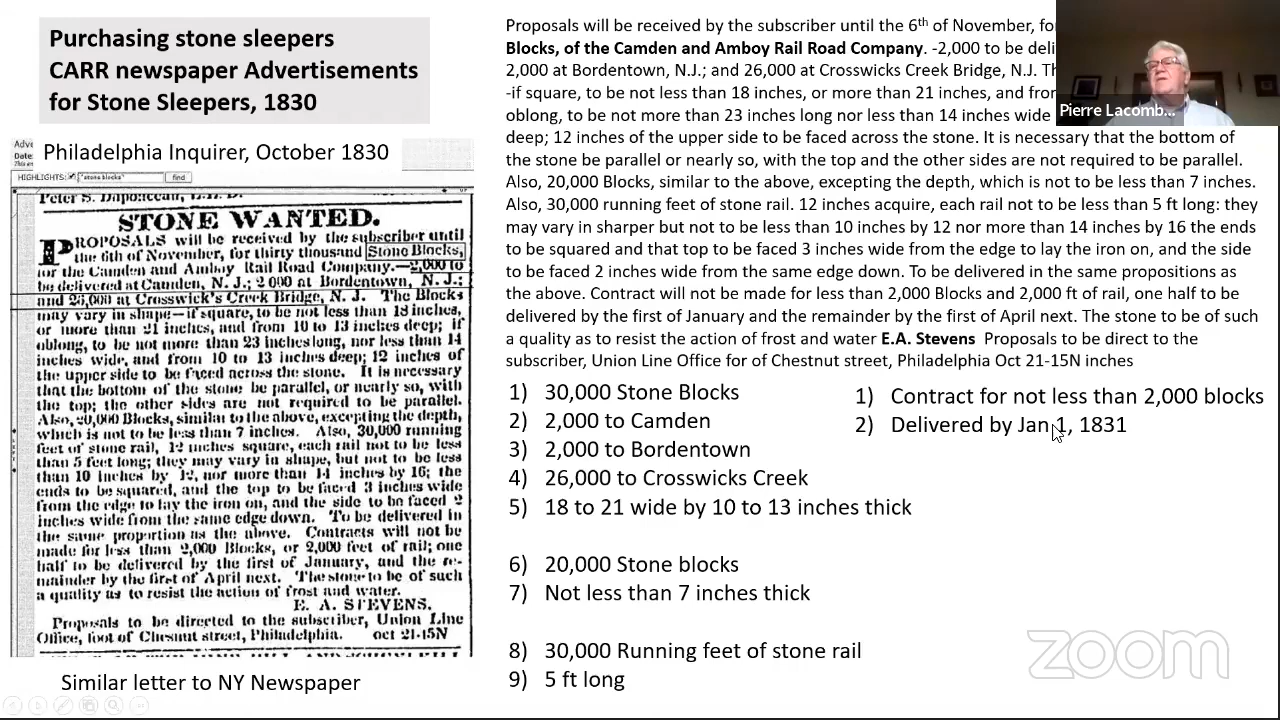 Purchasing stone sleepers
CARR newspaper Advertisements
for Stone Sleepers, 1830
Philadelphia Inquirer, October 1830
HIGHLIGHTS: "stone blocks" find
STONE WANTED.
PROPOSALS will be received by the subscriber until
the 6th of November, for thirty thousand Stone Blocks,
for the Camden and Amboy Rail Road Company.—2,000 to
be delivered at Camden, N. J.; 2000 at Bordentown, N. J.;
and 26,000 at Crosswick's Creek Bridge, N. J. The Blocks
may vary in shape—if square, to be not less than 18 inches,
or more than 21 inches, and from 10 to 13 inches deep; if
oblong, to be not more than 23 inches long, nor less than 14
inches wide, and from 10 to 13 inches deep; 12 inches of
the upper side to be faced across the stone. It is necessary
that the bottom of the stone be parallel, or nearly so, with
the top; the other sides are not required to be parallel.
Also, 20,000 Blocks, similar to the above, excepting the depth,
which is not to be less than 7 inches. Also, 30,000 running
feet of stone rail, 12 inches square, each rail not to be less
than 5 feet long; they may vary in shape, but not to be less
than 10 inches by 12, nor more than 14 inches by 16; the
ends to be squared, and the top to be faced 3 inches wide
from the edge to lay the iron on, and the side to be faced 2
inches wide from the same edge down. To be delivered in
the same proportion as the above. Contracts will not be
made for less than 2,000 Blocks, or 2,000 feet of rail; one
half to be delivered by the first of January, and the re-
mainder by the first of April next. The stone to be of such
a quality as to resist the action of frost and water.
E. A. STEVENS.
Proposals to be directed to the subscriber, Union Line
Office, foot of Chesnut street, Philadelphia. oct 21-15N
Similar letter to NY Newspaper
Proposals will be received by the subscriber until the 6th of November,
Blocks, of the Camden and Amboy Rail Road Company. -2,000 to be
2,000 at Bordentown, N.J.; and 26,000 at Crosswicks Creek Bridge, N.J.
-if square, to be not less than 18 inches, or more than 21 inches, and
oblong, to be not more than 23 inches long nor less than 14 inches wide
deep; 12 inches of the upper side to be faced across the stone. It is necessary that the bottom of
the stone be parallel or nearly so, with the top and the other sides are not required to be parallel.
Also, 20,000 Blocks, similar to the above, excepting the depth, which is not to be less than 7 inches.
Also, 30,000 running feet of stone rail. 12 inches acquire, each rail not to be less than 5 ft long: they
may vary in sharper but not to be less than 10 inches by 12 nor more than 14 inches by 16 the ends
to be squared and that top to be faced 3 inches wide from the edge to lay the iron on, and the side
to be faced 2 inches wide from the same edge down. To be delivered in the same propositions as
the above. Contract will not be made for less than 2,000 Blocks and 2,000 ft of rail, one half to be
delivered by the first of January and the remainder by the first of April next. The stone to be of such
a quality as to resist the action of frost and water E.A. Stevens Proposals to be direct to the
subscriber, Union Line Office for of Chestnut street, Philadelphia Oct 21-15N inches
1) 30,000 Stone Blocks
2) 2,000 to Camden
3) 2,000 to Bordentown
4) 26,000 to Crosswicks Creek
5) 18 to 21 wide by 10 to 13 inches thick
6) 20,000 Stone blocks
7) Not less than 7 inches thick
8) 30,000 Running feet of stone rail
9) 5 ft long
1) Contract for not less than 2,000 blocks
2) Delivered by Jan 1, 1831
Pierre Lacomb...
zoom